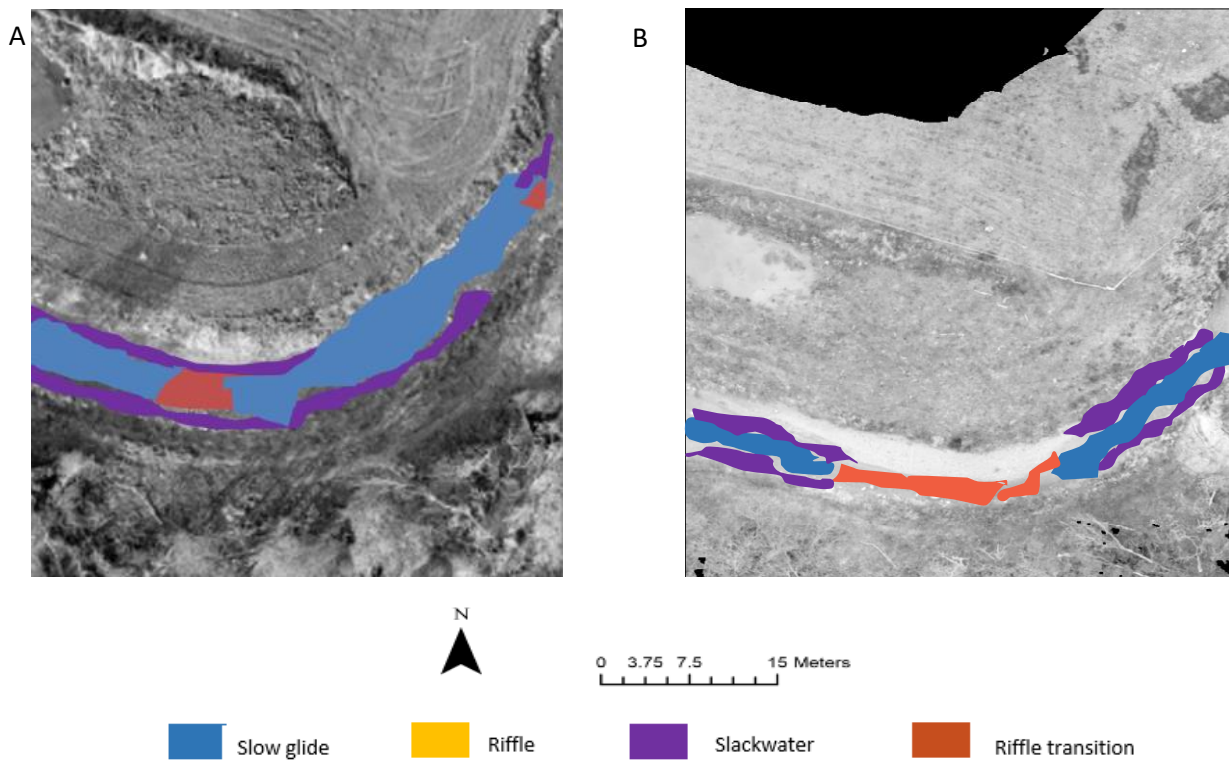 A
B
N
0 3.75 7.5 15 Meters
Slow glide
Riffle
Slackwater
Riffle transition